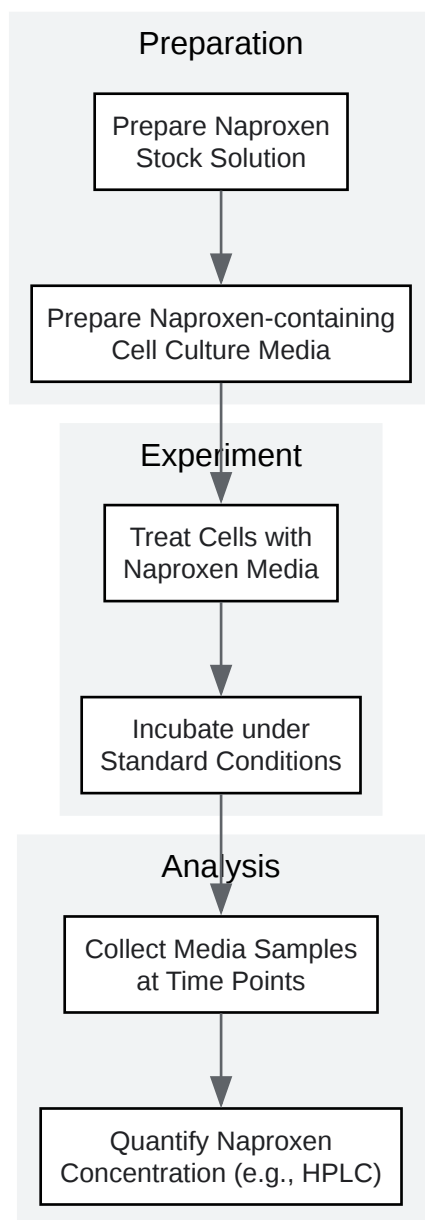 Preparation
Prepare Naproxen
Stock Solution
Prepare Naproxen-containing
Cell Culture Media
Experiment
Treat Cells with
Naproxen Media
Incubate under
Standard Conditions
Analysis
Collect Media Samples
at Time Points
Quantify Naproxen
Concentration (e.g., HPLC)